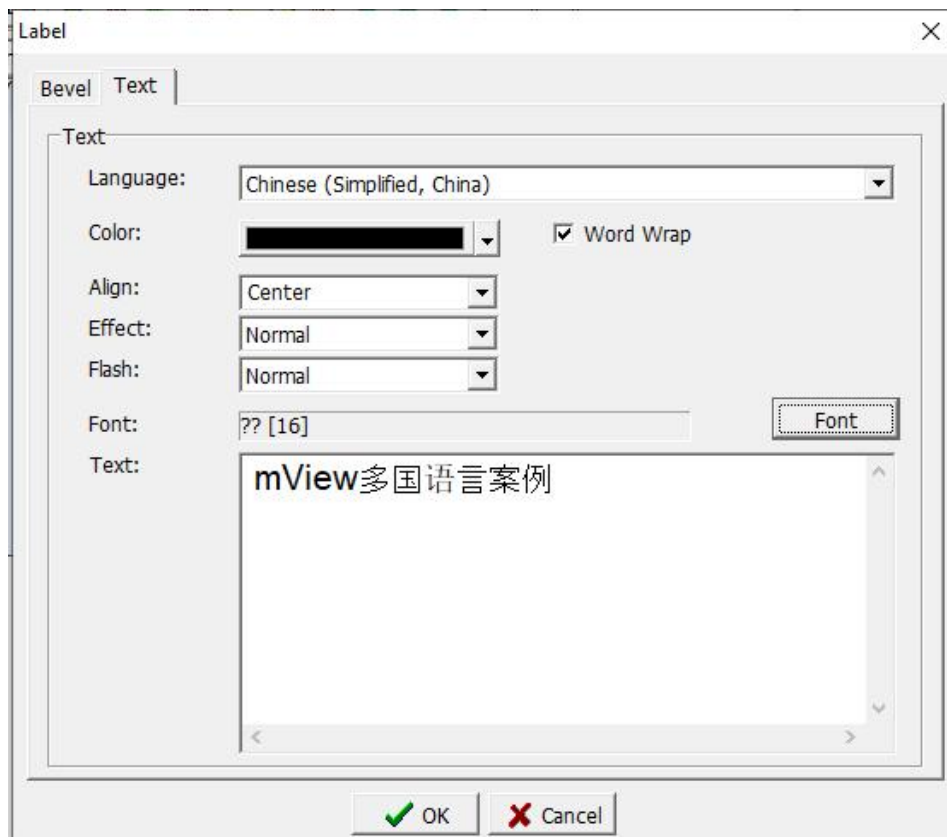 Label
Bevel Text
Text
Language: Chinese (Simplified, China)
Color: Word Wrap
Align: Center
Effect: Normal
Flash: Normal
Font: ?? [16] Font
Text: mView多国语言案例
OK Cancel